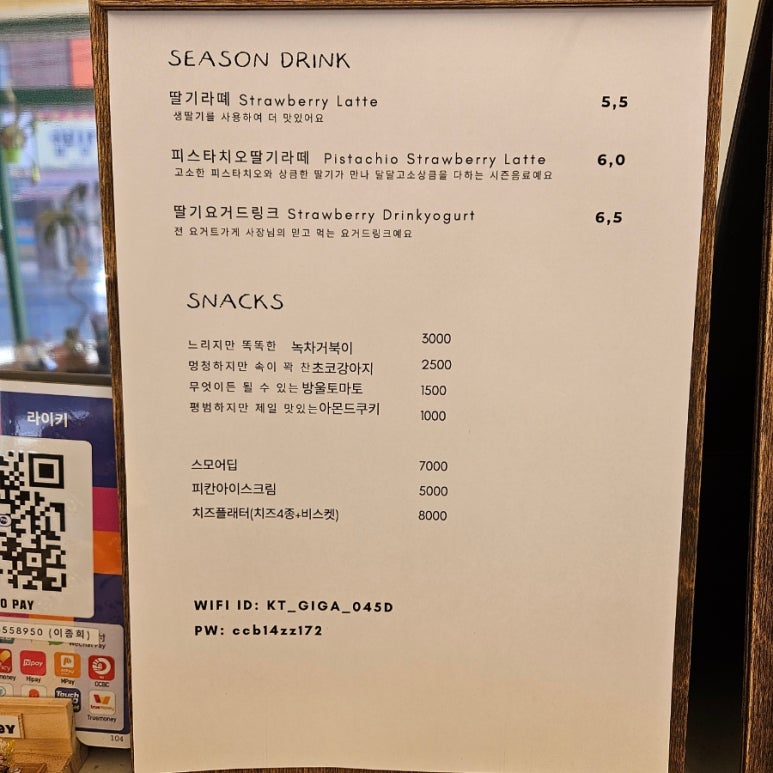 SEASON DRINK
딸기라떼 Strawberry Latte 5,5
생딸기를 사용하여 더 맛있어요
피스타치오딸기라떼 Pistachio Strawberry Latte 6,0
고소한 피스타치오와 상큼한 딸기가 만나 달달고소상큼을 다하는 시즌음료예요
딸기요거드링크 Strawberry Drinkyogurt 6,5
전 요거트가게 사장님의 믿고 먹는 요거드링크예요
SNACKS
느리지만 똑똑한 녹차거북이 3000
멍청하지만 속이 꽉 찬초코강아지 2500
무엇이든 될 수 있는방울토마토 1500
평범하지만 제일 맛있는아몬드쿠키 1000
스모어딥 7000
피칸아이스크림 5000
치즈플래터(치즈4종+비스켓) 8000
WIFI ID: KT_GIGA_045D
PW: ccb14zz172
라이키
O PAY
558950 (이종희)
Hipay
MPay
OCBC
Touch
Truemoney
104